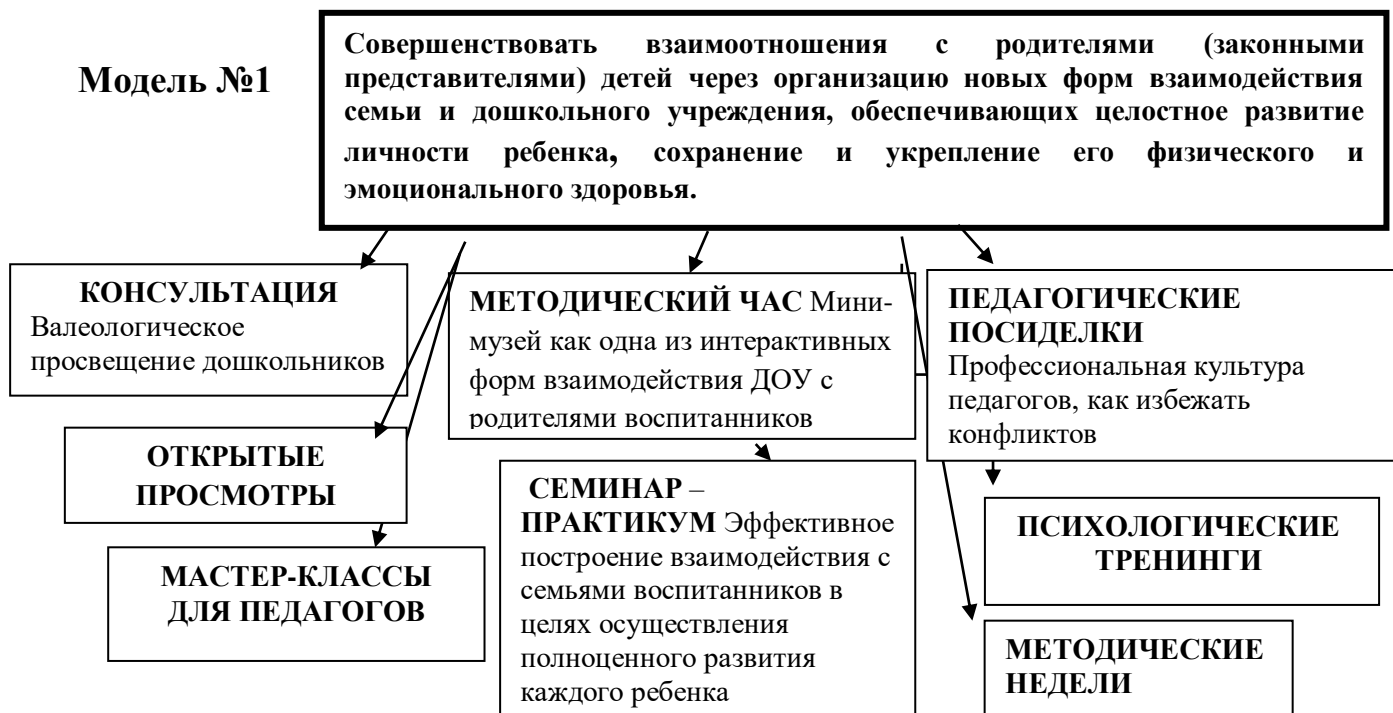 Модель №1
Совершенствовать взаимоотношения с родителями (законными
представителями) детей через организацию новых форм взаимодействия
семьи и дошкольного учреждения, обеспечивающих целостное развитие
личности ребенка, сохранение и укрепление его физического и
эмоционального здоровья.
КОНСУЛЬТАЦИЯ
Валеологическое
просвещение дошкольников
МЕТОДИЧЕСКИЙ ЧАС Мини-
музей как одна из интерактивных
форм взаимодействия ДОУ с
родителями воспитанников
ПЕДАГОГИЧЕСКИЕ
ПОСИДЕЛКИ
Профессиональная культура
педагогов, как избежать
конфликтов
ОТКРЫТЫЕ
ПРОСМОТРЫ
СЕМИНАР –
ПРАКТИКУМ Эффективное
построение взаимодействия с
семьями воспитанников в
целях осуществления
полноценного развития
каждого ребенка
ПСИХОЛОГИЧЕСКИЕ
ТРЕНИНГИ
МАСТЕР-КЛАССЫ
ДЛЯ ПЕДАГОГОВ
МЕТОДИЧЕСКИЕ
НЕДЕЛИ